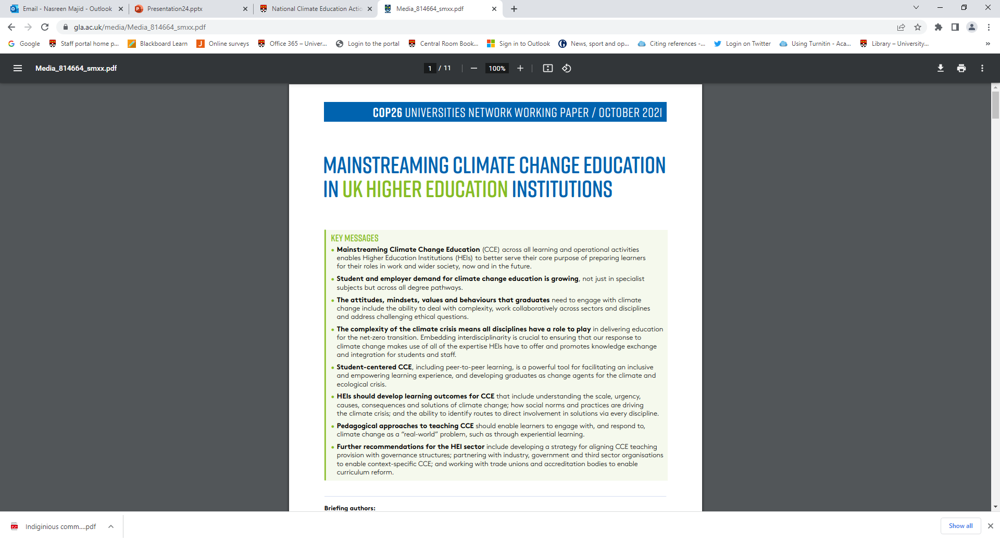 Email - Nasreen Majid - Outlook
Presentation24.pptx
National Climate Education Actio
Media_814664_smxx.pdf
gla.ac.uk/media/Media_814664_smxx.pdf
Google
Staff portal home p...
Blackboard Learn
Online surveys
Office 365 – Univer...
Login to the portal
Central Room Book...
Sign in to Outlook
News, sport and op...
Citing references -...
Login on Twitter
Using Turnitin - Aca...
Library – University...
»
Media_814664_smxx.pdf
1 / 11
100%
COP26 UNIVERSITIES NETWORK WORKING PAPER / OCTOBER 2021
MAINSTREAMING CLIMATE CHANGE EDUCATION
IN UK HIGHER EDUCATION INSTITUTIONS
KEY MESSAGES
• Mainstreaming Climate Change Education (CCE) across all learning and operational activities
enables Higher Education Institutions (HEIs) to better serve their core purpose of preparing learners
for their roles in work and wider society, now and in the future.
• Student and employer demand for climate change education is growing, not just in specialist
subjects but across all degree pathways.
• The attitudes, mindsets, values and behaviours that graduates need to engage with climate
change include the ability to deal with complexity, work collaboratively across sectors and disciplines
and address challenging ethical questions.
• The complexity of the climate crisis means all disciplines have a role to play in delivering education
for the net-zero transition. Embedding interdisciplinarity is crucial to ensuring that our response to
climate change makes use of all of the expertise HEIs have to offer and promotes knowledge exchange
and integration for students and staff.
• Student-centered CCE, including peer-to-peer learning, is a powerful tool for facilitating an inclusive
and empowering learning experience, and developing graduates as change agents for the climate and
ecological crisis.
• HEIs should develop learning outcomes for CCE that include understanding the scale, urgency,
causes, consequences and solutions of climate change; how social norms and practices are driving
the climate crisis; and the ability to identify routes to direct involvement in solutions via every discipline.
• Pedagogical approaches to teaching CCE should enable learners to engage with, and respond to,
climate change as a “real-world” problem, such as through experiential learning.
• Further recommendations for the HEI sector include developing a strategy for aligning CCE teaching
provision with governance structures; partnering with industry, government and third sector organisations
to enable context-specific CCE; and working with trade unions and accreditation bodies to enable
curriculum reform.
Briefing authors:
Indiginious comm....pdf
Show all